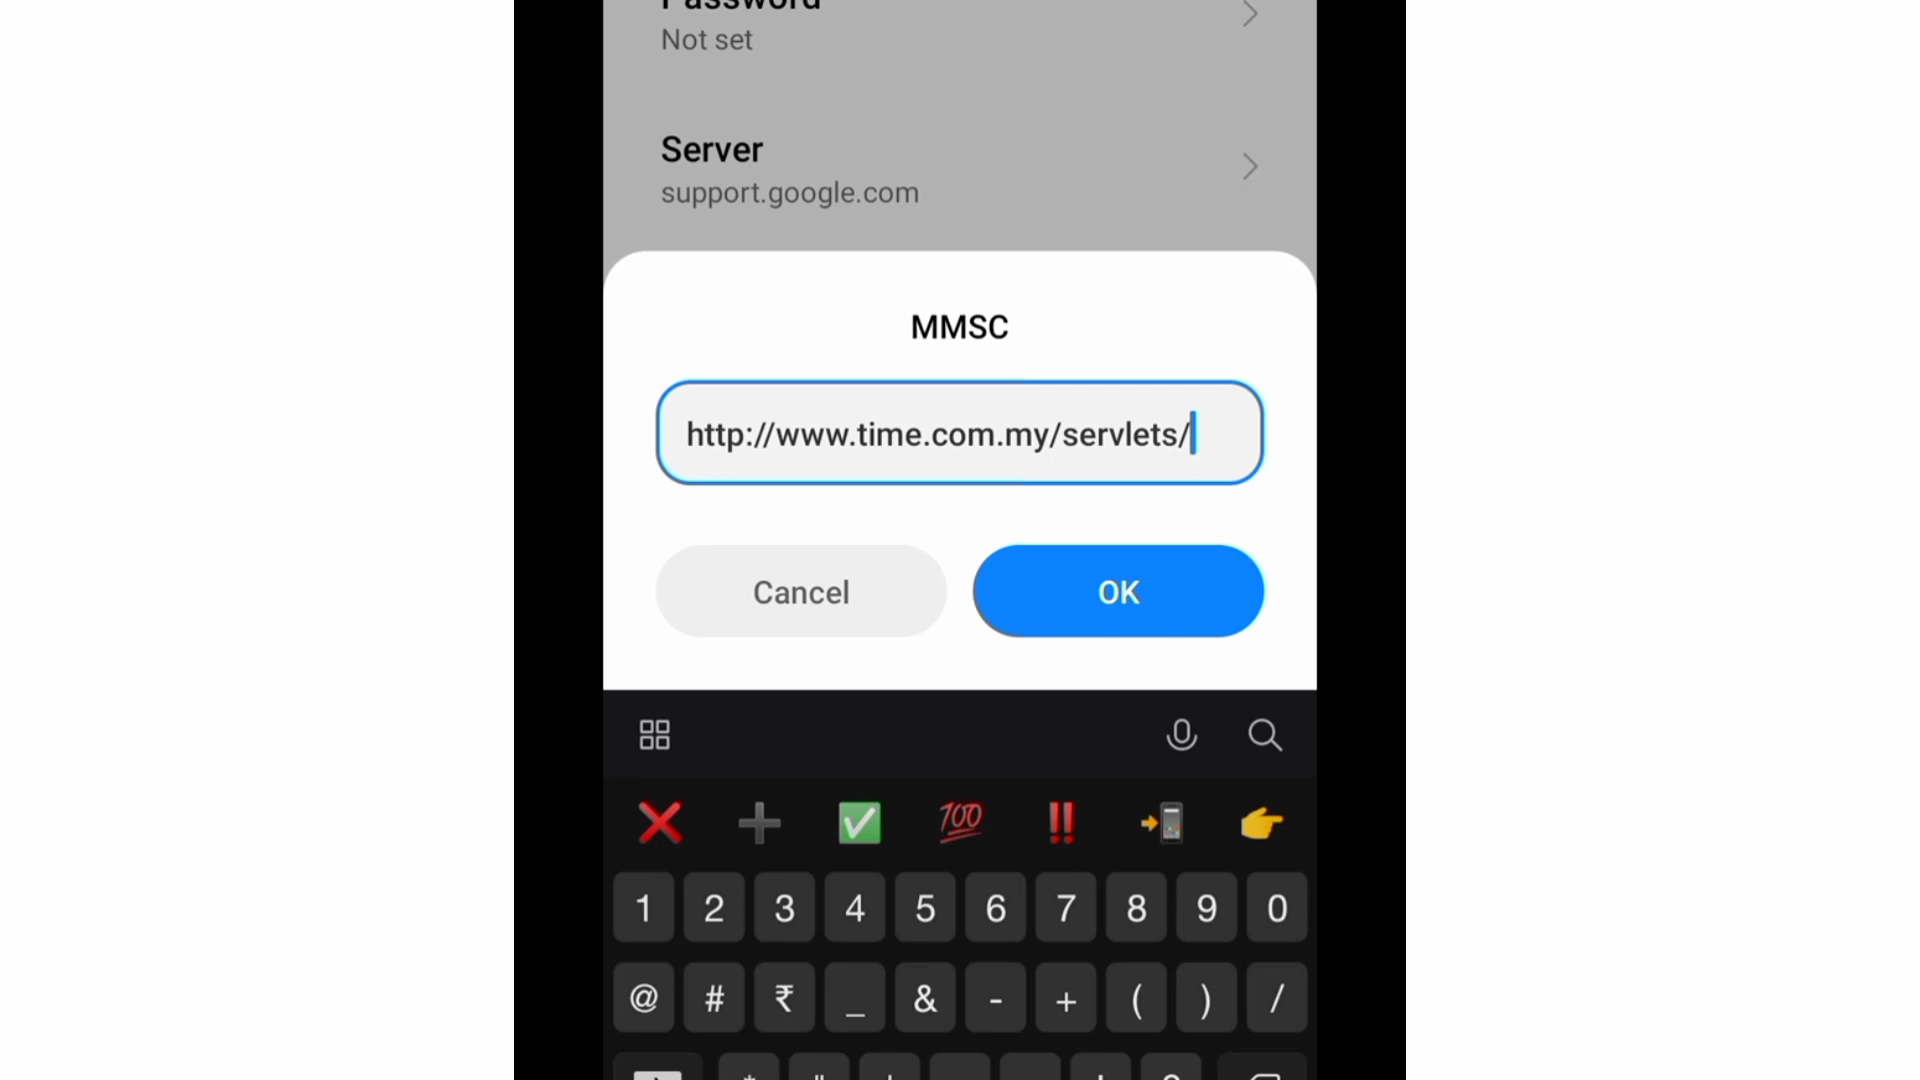 Password
Not set
Server
support.google.com
MMSC
http://www.time.com.my/servlets/
Cancel
OK
1 2 3 4 5 6 7 8 9 0
@ # ₹ _ & - + ( ) /